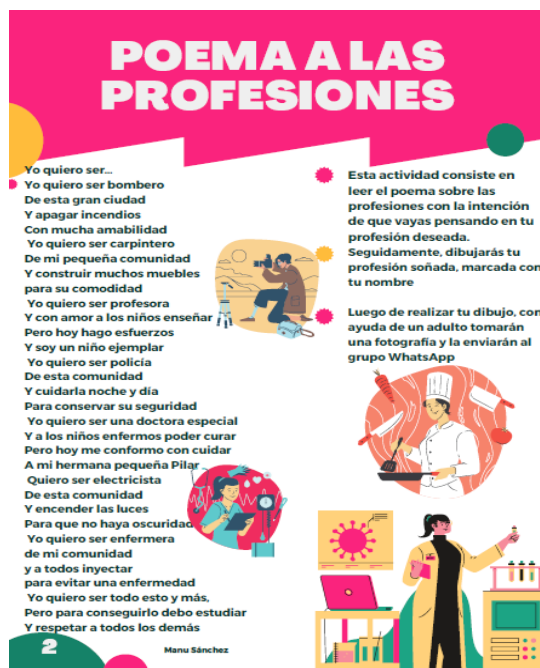 POEMA A LAS
PROFESIONES
Yo quiero ser...
Yo quiero ser bombero
De esta gran ciudad
Y apagar incendios
Con mucha amabilidad
Yo quiero ser carpintero
De mi pequeña comunidad
Y construir muchos muebles
para su comodidad
Yo quiero ser profesora
Y con amor a los niños enseñar
Pero hoy hago esfuerzos
Y soy un niño ejemplar
Yo quiero ser policía
De esta comunidad
Y cuidarla noche y día
Para conservar su seguridad
Yo quiero ser una doctora especial
Y a los niños enfermos poder curar
Pero hoy me conformo con cuidar
A mi hermana pequeña Pilar
Quiero ser electricista
De esta comunidad
Y encender las luces
Para que no haya oscuridad
Yo quiero ser enfermera
de mi comunidad
y a todos inyectar
para evitar una enfermedad
Yo quiero ser todo esto y más,
Pero para conseguirlo debo estudiar
Y respetar a todos los demás
Manu Sánchez
2
Esta actividad consiste en
leer el poema sobre las
profesiones con la intención
de que vayas pensando en tu
profesión deseada.
Seguidamente, dibujarás tu
profesión soñada, marcada con
tu nombre
Luego de realizar tu dibujo, con
ayuda de un adulto tomarán
una fotografía y la enviarán al
grupo WhatsApp